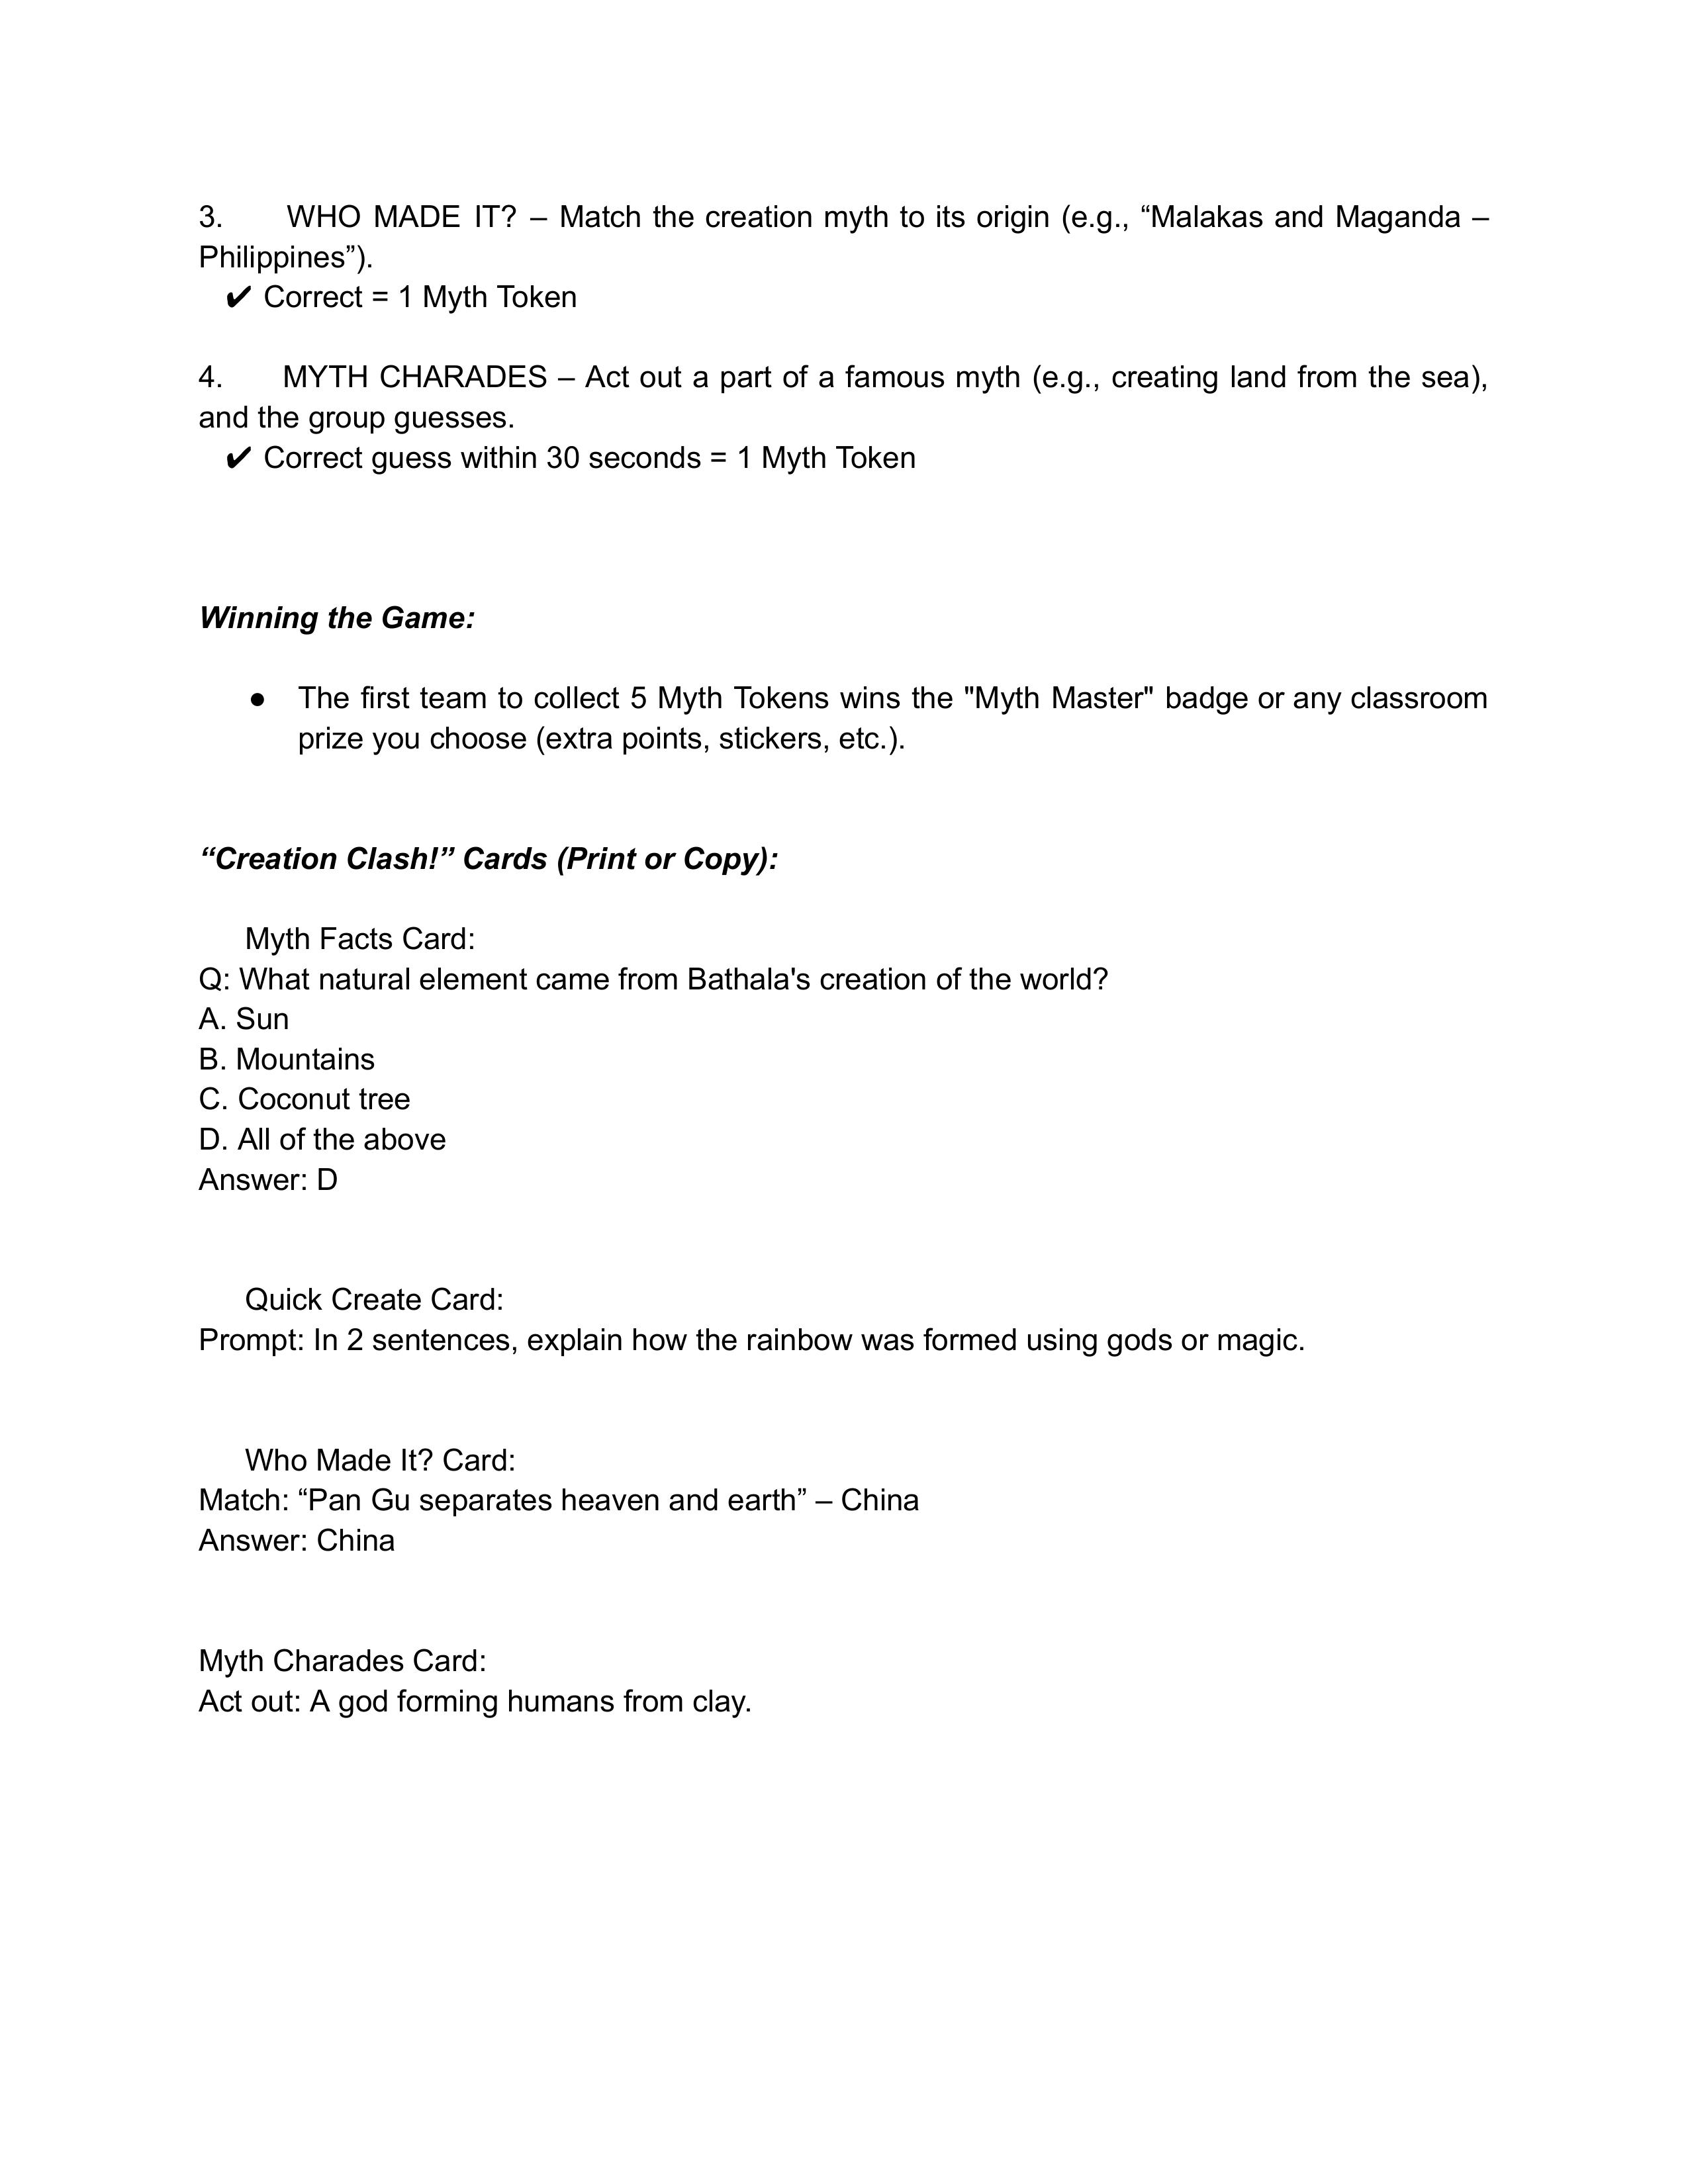 3. WHO MADE IT? – Match the creation myth to its origin (e.g., “Malakas and Maganda –
Philippines”).
✔ Correct = 1 Myth Token
4. MYTH CHARADES – Act out a part of a famous myth (e.g., creating land from the sea),
and the group guesses.
✔ Correct guess within 30 seconds = 1 Myth Token
Winning the Game:
● The first team to collect 5 Myth Tokens wins the "Myth Master" badge or any classroom
prize you choose (extra points, stickers, etc.).
“Creation Clash!” Cards (Print or Copy):
Myth Facts Card:
Q: What natural element came from Bathala's creation of the world?
A. Sun
B. Mountains
C. Coconut tree
D. All of the above
Answer: D
Quick Create Card:
Prompt: In 2 sentences, explain how the rainbow was formed using gods or magic.
Who Made It? Card:
Match: “Pan Gu separates heaven and earth” – China
Answer: China
Myth Charades Card:
Act out: A god forming humans from clay.